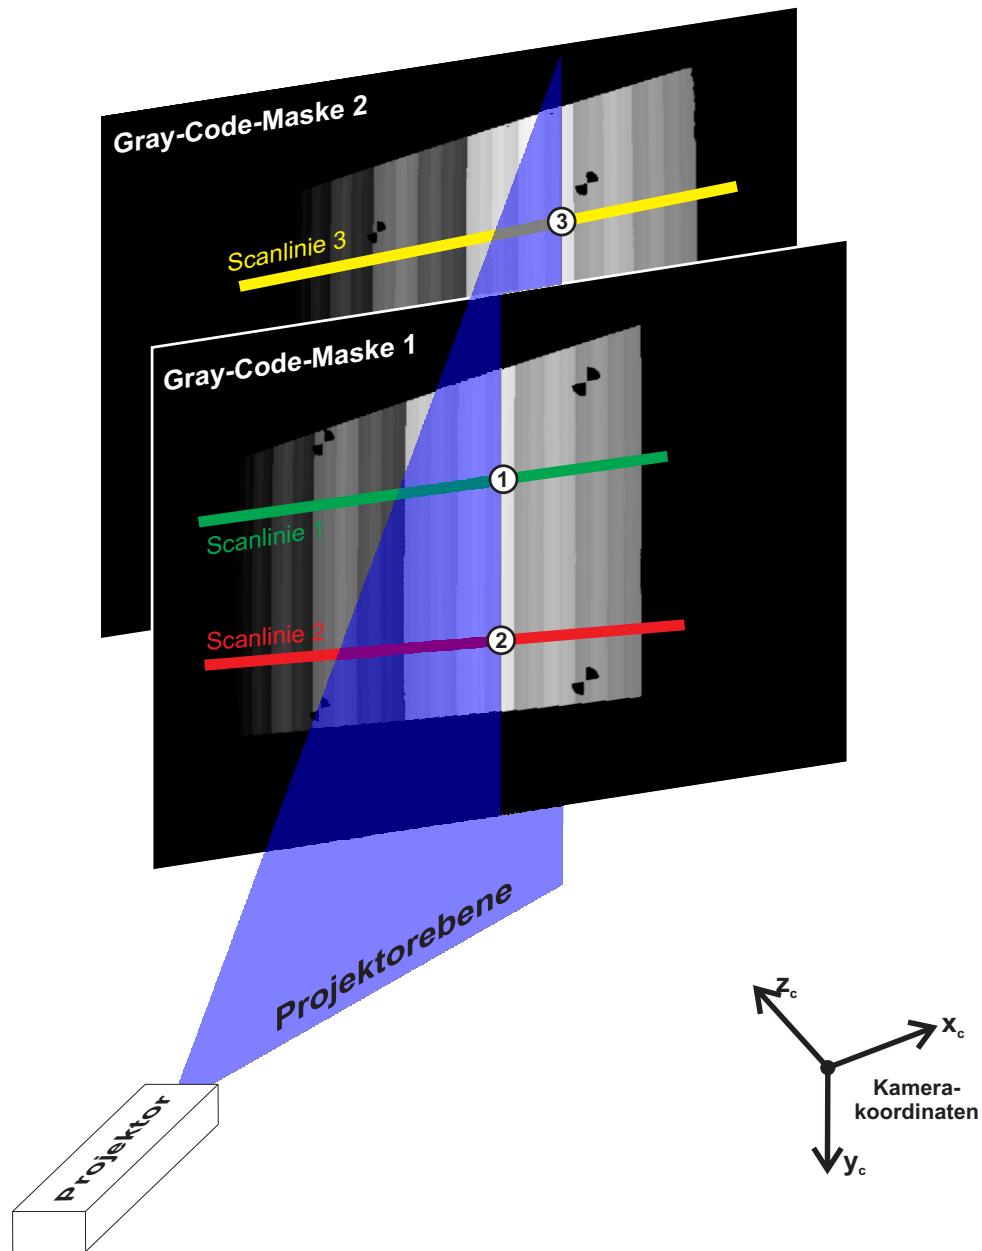 Gray-Code-Maske 2
3
Scanlinie 3
Gray-Code-Maske 1
1
Scanlinie 1
Scanlinie 2
2
Projektorebene
Projektor
zc
xc
Kamera-
koordinaten
yc